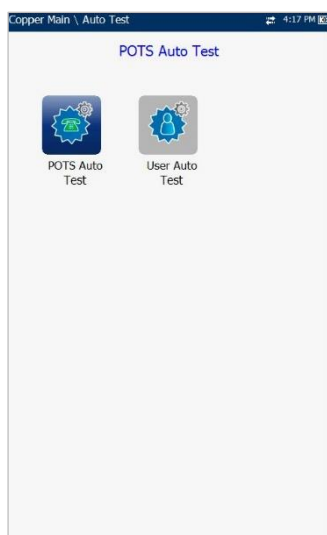 Copper Main \ Auto Test 4:17 PM
POTS Auto Test
POTS Auto
Test
User Auto
Test